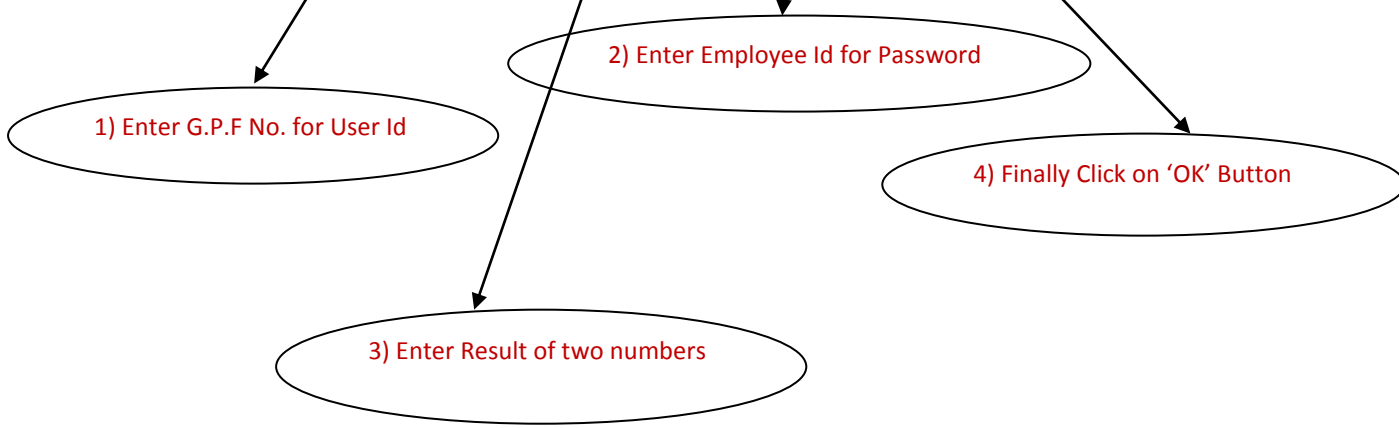 2) Enter Employee Id for Password
1) Enter G.P.F No. for User Id
4) Finally Click on ‘OK’ Button
3) Enter Result of two numbers